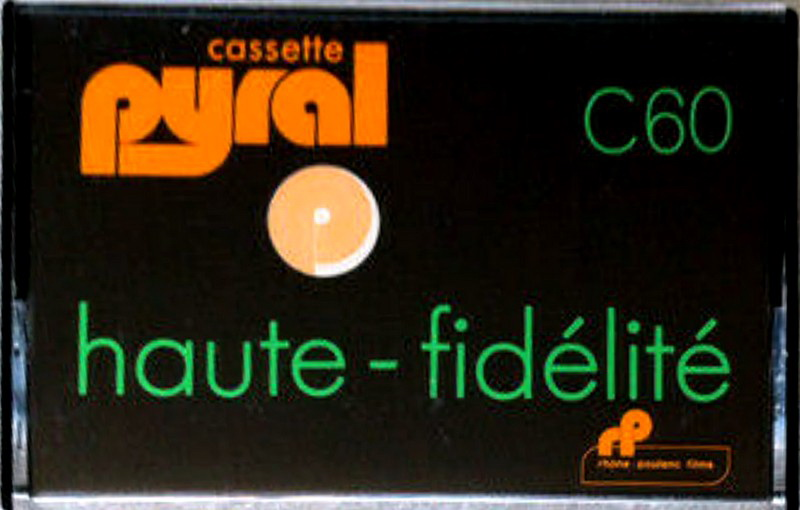 cassette
pyral
C60
haute - fidélité
rp
rhône poulenc films